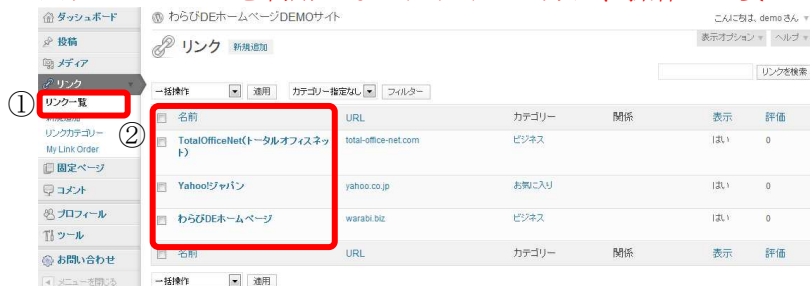 ダッシュボード
わらびDEホームページDEMOサイト
こんにちは、demo さん
投稿
リンク 新規追加
表示オプション ヘルプ
メディア
リンク
リンクを検索
一括操作 適用 カテゴリー指定なし フィルター
① リンク一覧
名前 URL カテゴリー 関係 表示 評価
リンクカテゴリー
②
TotalOfficeNet(トータルオフィスネット) total-office-net.com ビジネス はい 0
My Link Order
固定ページ
Yahoo!ジャパン yahoo.co.jp お気に入り はい 0
コメント
プロフィール
わらびDEホームページ warabi.biz ビジネス はい 0
ツール
名前 URL カテゴリー 関係 表示 評価
お問い合わせ
メニューを閉じる
一括操作 適用